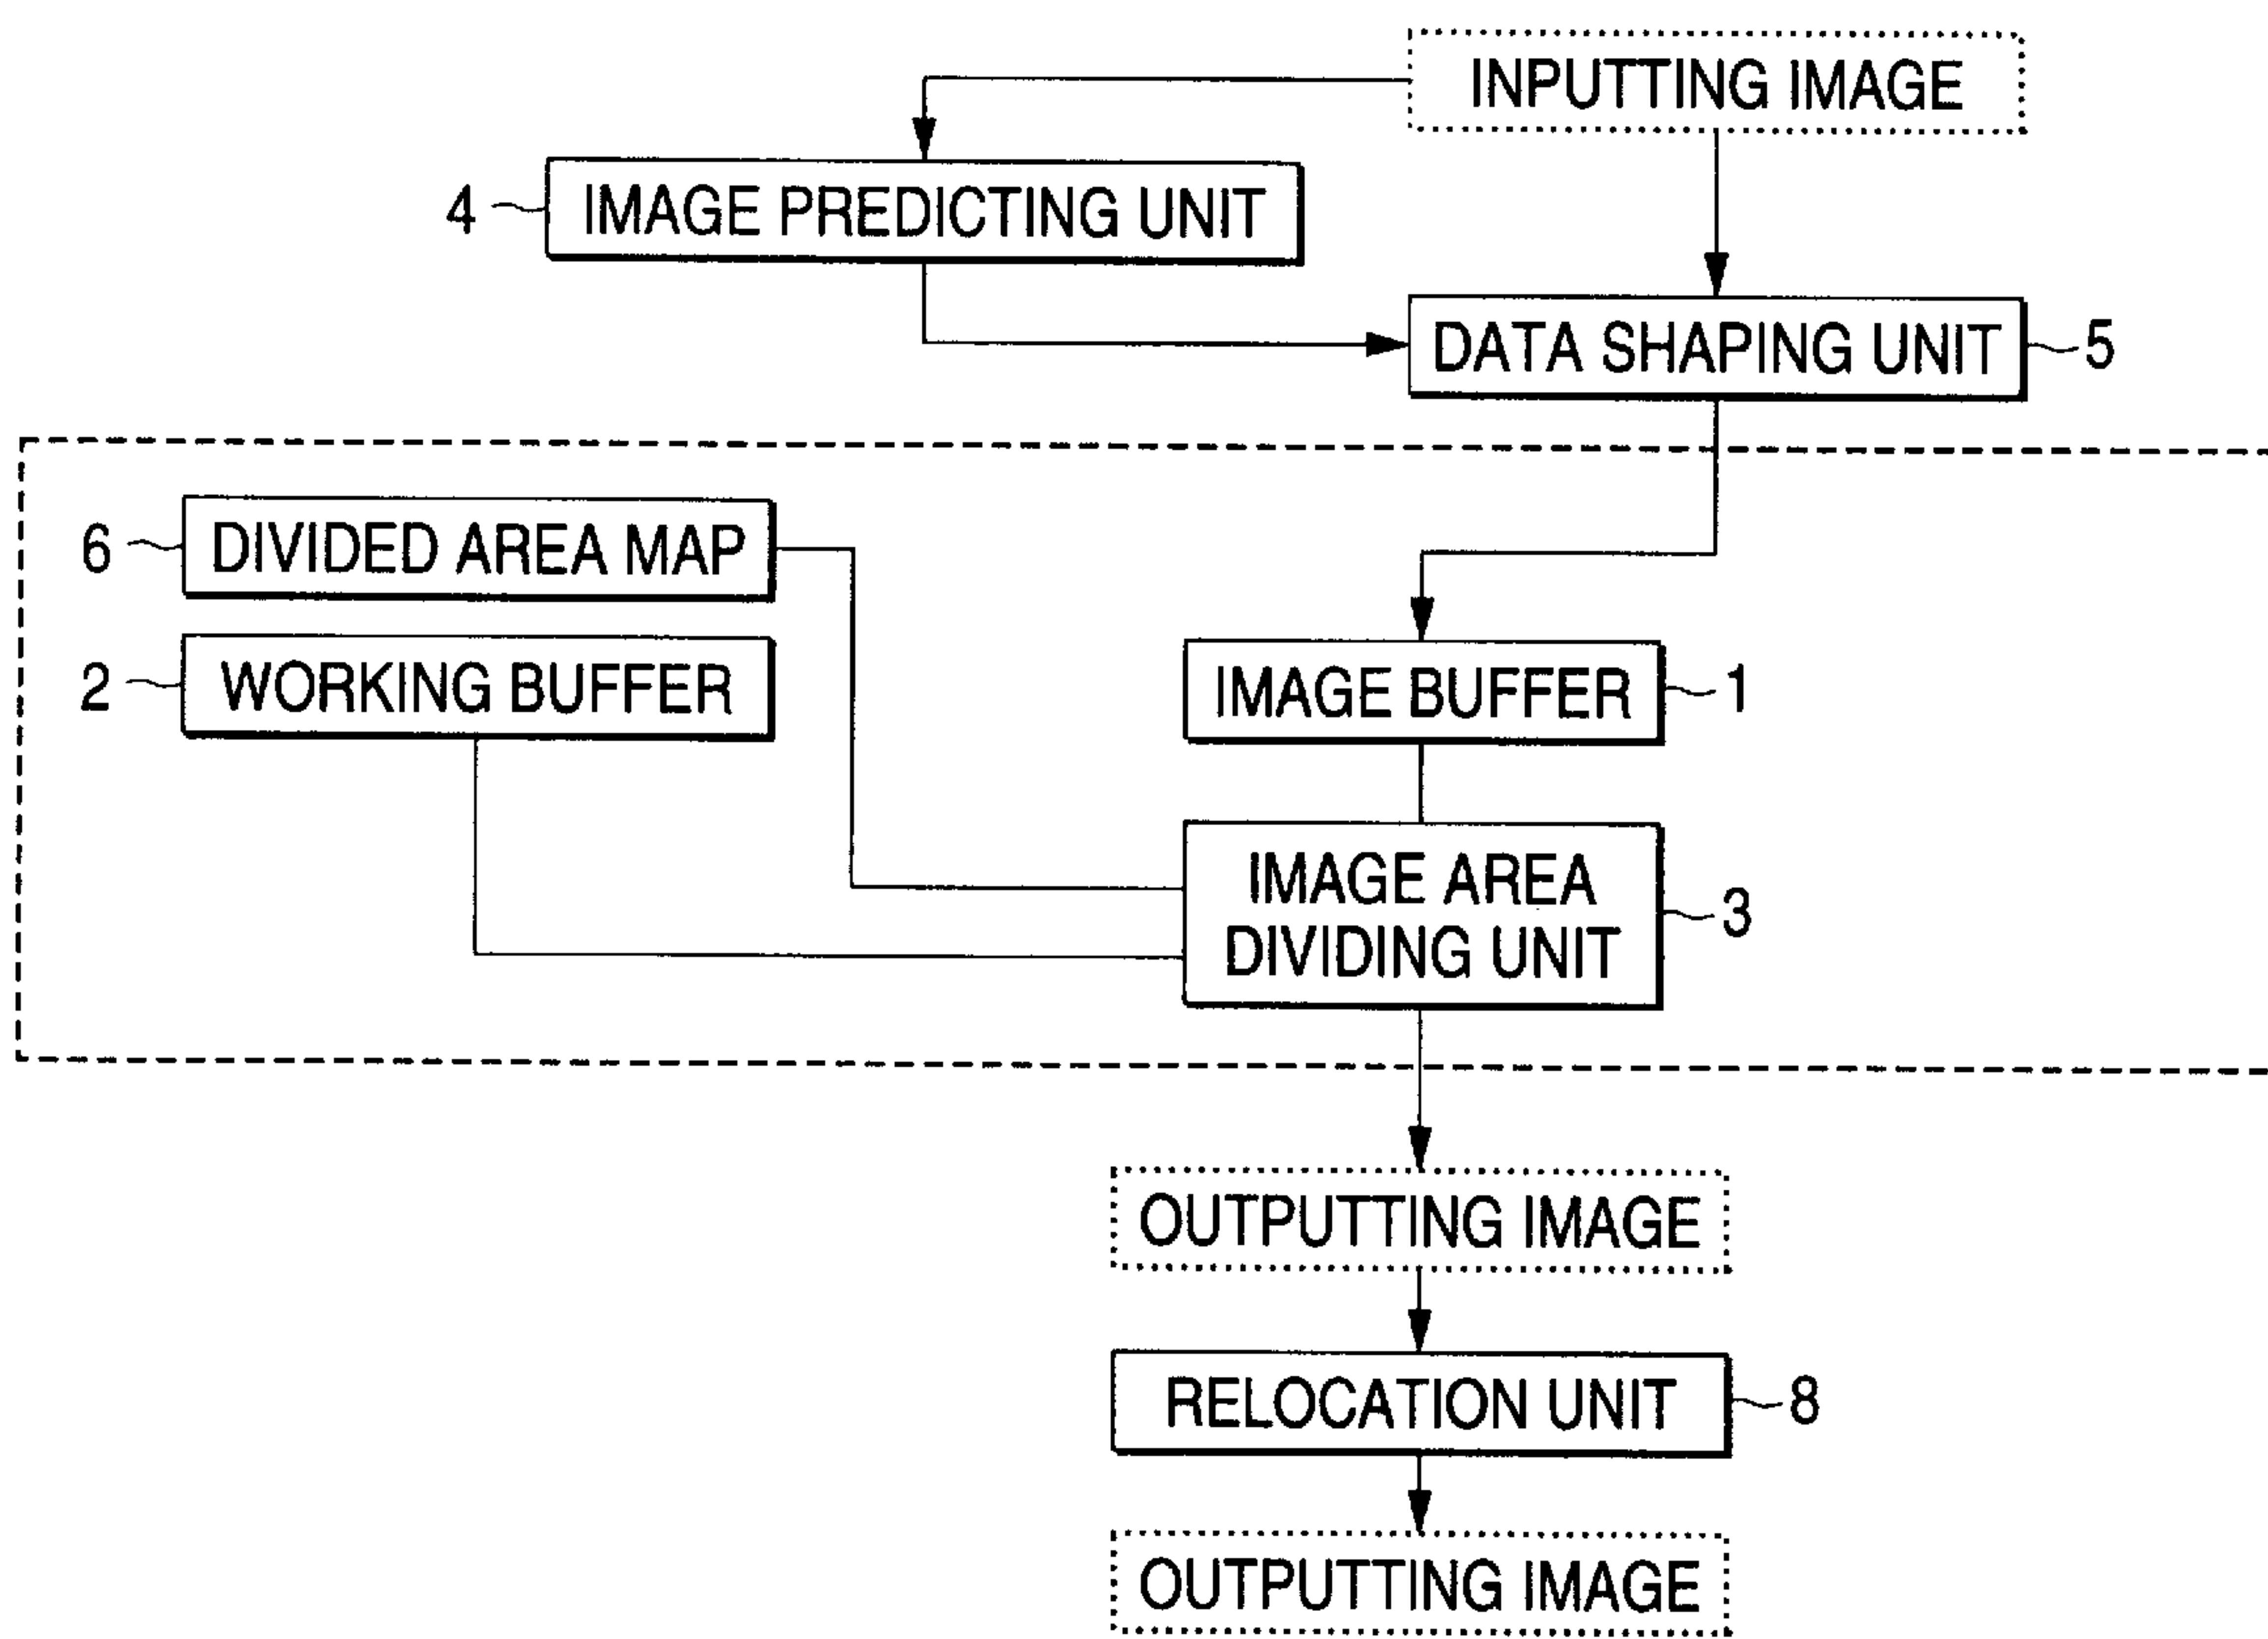 INPUTTING IMAGE
4 IMAGE PREDICTING UNIT
DATA SHAPING UNIT 5
6 DIVIDED AREA MAP
2 WORKING BUFFER
IMAGE BUFFER 1
IMAGE AREA
DIVIDING UNIT 3
OUTPUTTING IMAGE
RELOCATION UNIT 8
OUTPUTTING IMAGE